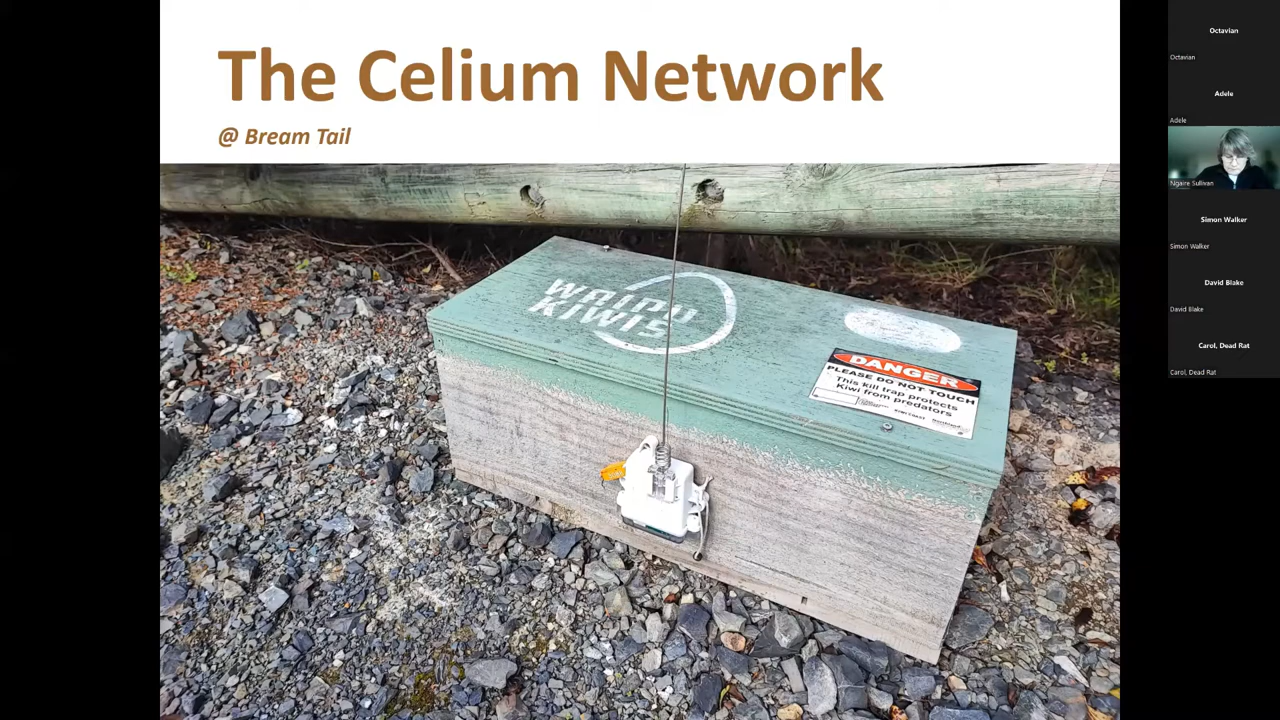 The Celium Network
@ Bream Tail
WAIPU
KIWIS
DANGER
PLEASE DO NOT TOUCH
This kill trap protects
Kiwi from predators
KIWI COAST
Octavian
Octavian
Adele
Adele
Ngaire Sullivan
Simon Walker
Simon Walker
David Blake
David Blake
Carol, Dead Rat
Carol, Dead Rat